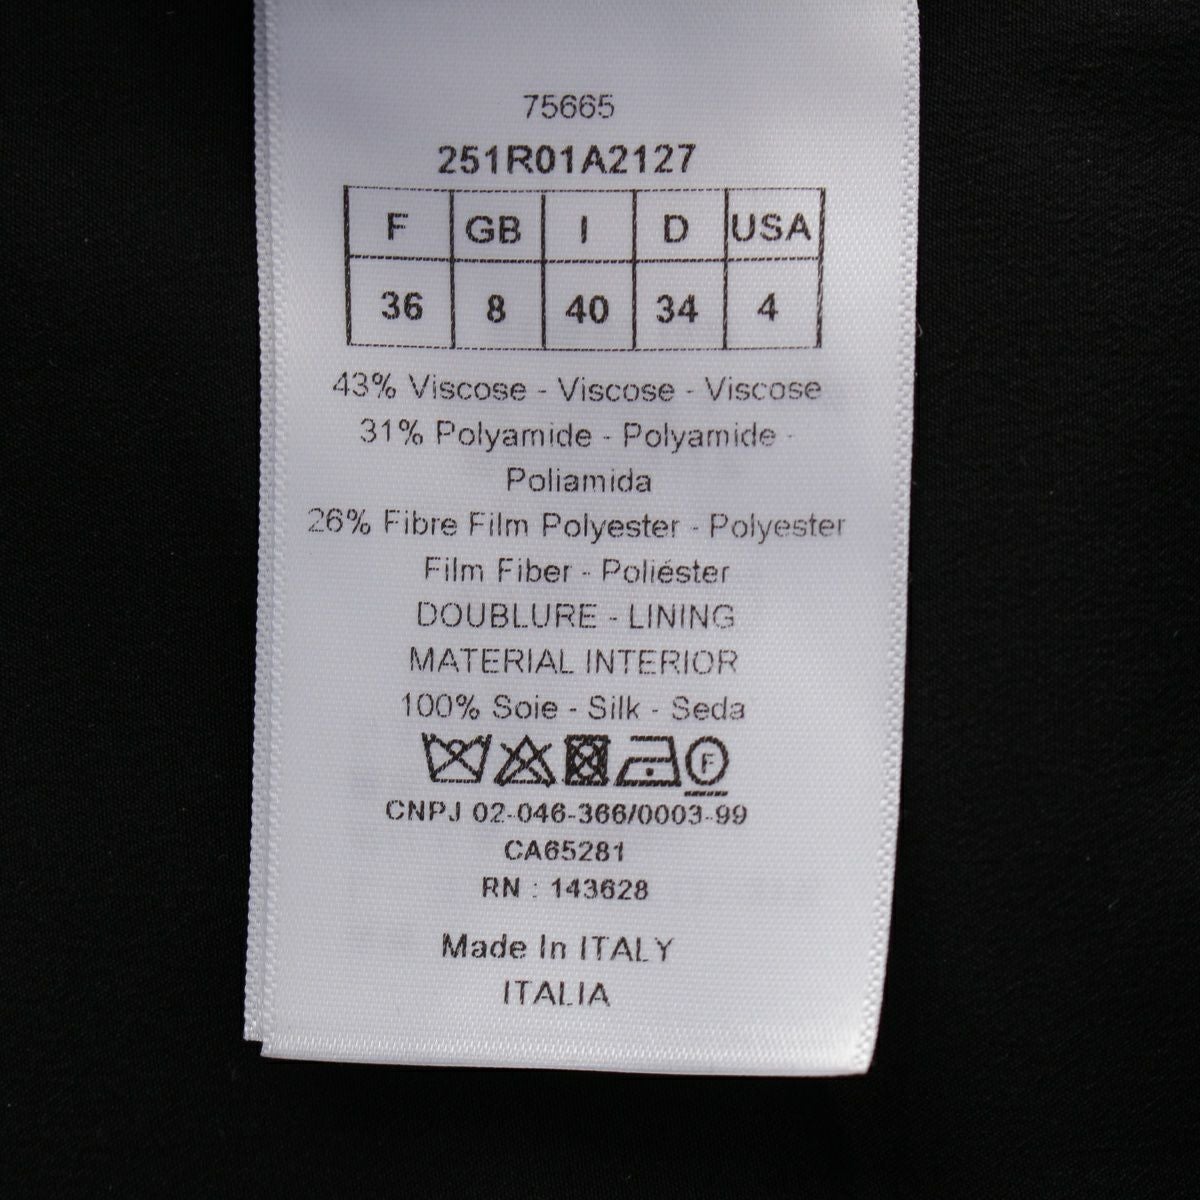 75665
251R01A2127
F GB I D USA
36 8 40 34 4
43% Viscose - Viscose - Viscose
31% Polyamide - Polyamide -
Poliamida
26% Fibre Film Polyester - Polyester
Film Fiber - Poliéster
DOUBLURE - LINING
MATERIAL INTERIOR
100% Soie - Silk - Seda
F
CNPJ 02-046-366/0003-99
CA65281
RN : 143628
Made In ITALY
ITALIA